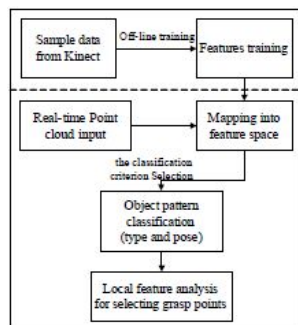 Sample data
from Kinect
Off-line training
Features training
Real-time Point
cloud input
Mapping into
feature space
the classification
criterion Selection
Object pattern
classification
(type and pose)
Local feature analysis
for selecting grasp points